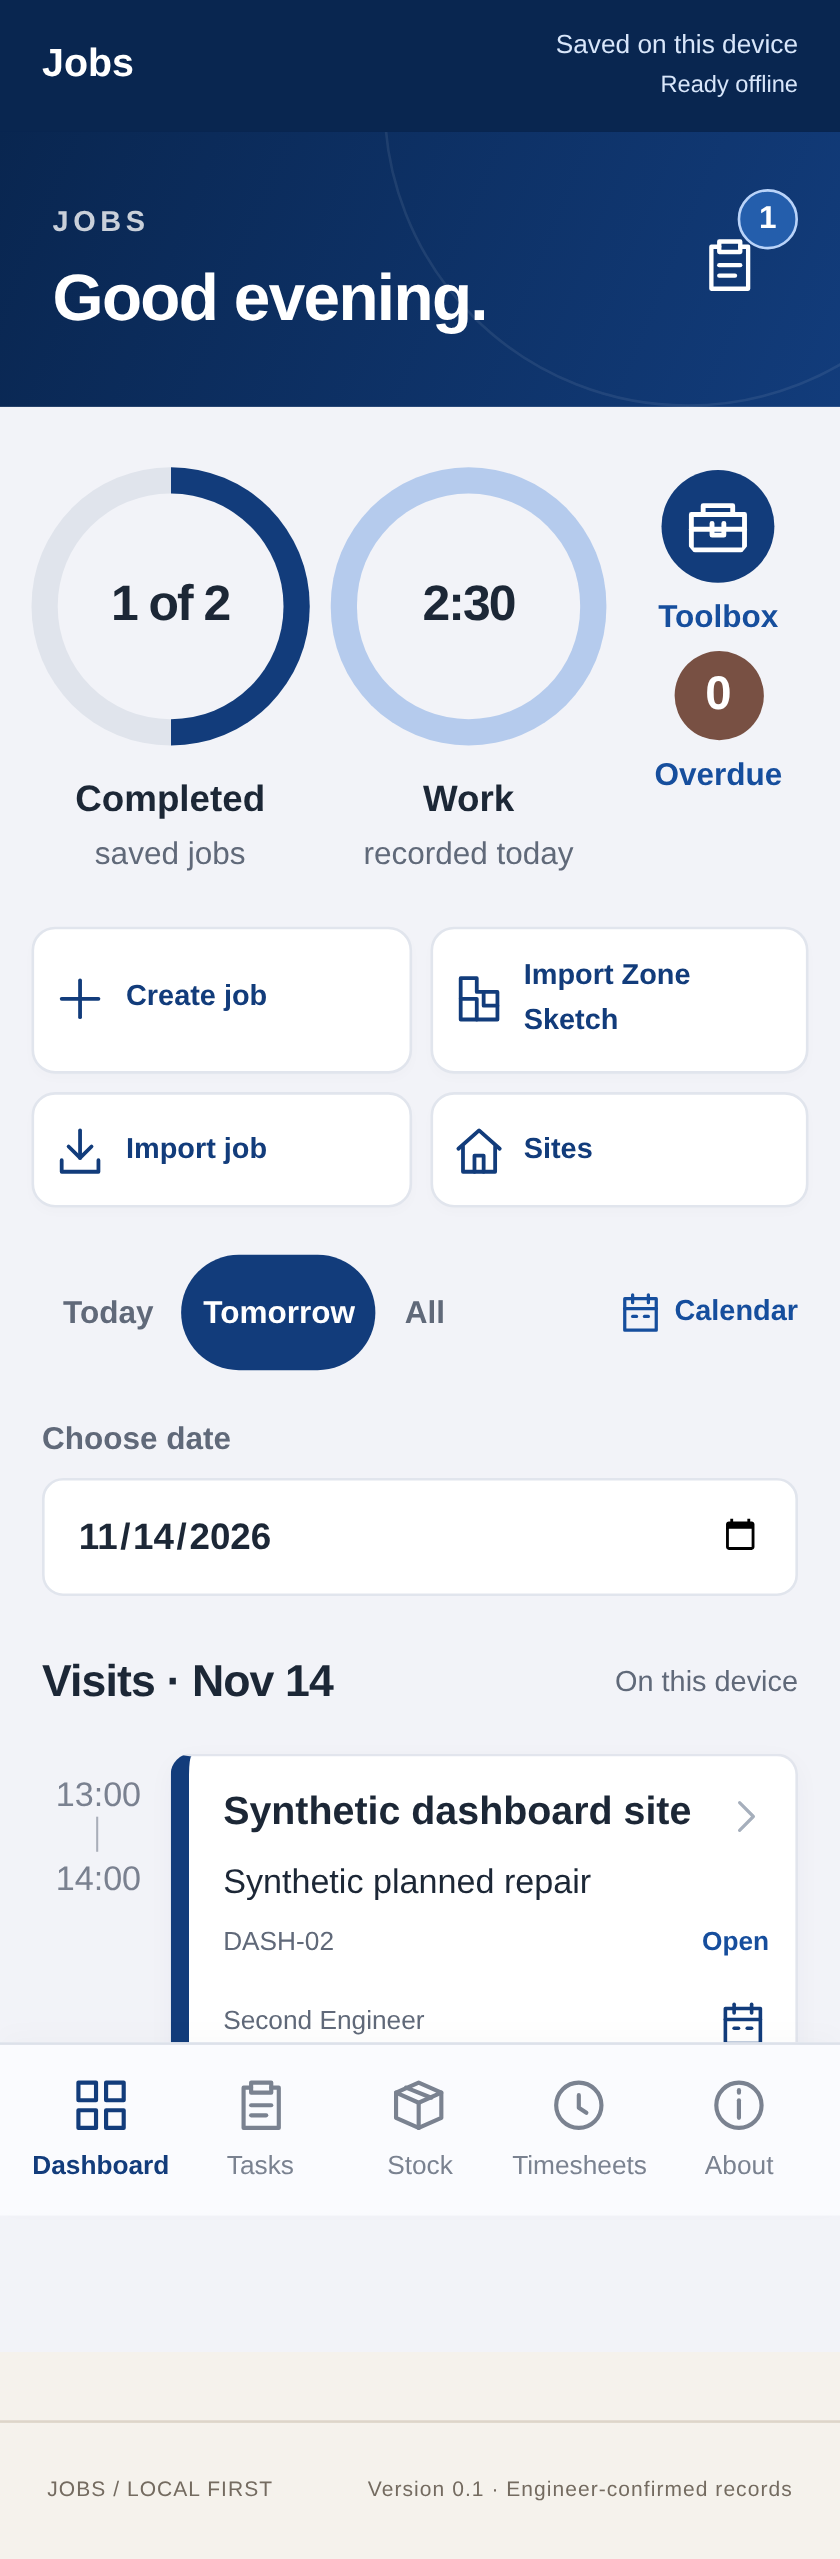 Jobs
Saved on this device
Ready offline
JOBS
Good evening.
1
1 of 2
2:30
Toolbox
0
Overdue
Completed
saved jobs
Work
recorded today
Create job
Import Zone
Sketch
Import job
Sites
Today
Tomorrow
All
Calendar
Choose date
11/14/2026
Visits · Nov 14
On this device
13:00
14:00
Synthetic dashboard site
Synthetic planned repair
DASH-02
Open
Second Engineer
Dashboard
Tasks
Stock
Timesheets
About
JOBS / LOCAL FIRST
Version 0.1 · Engineer-confirmed records